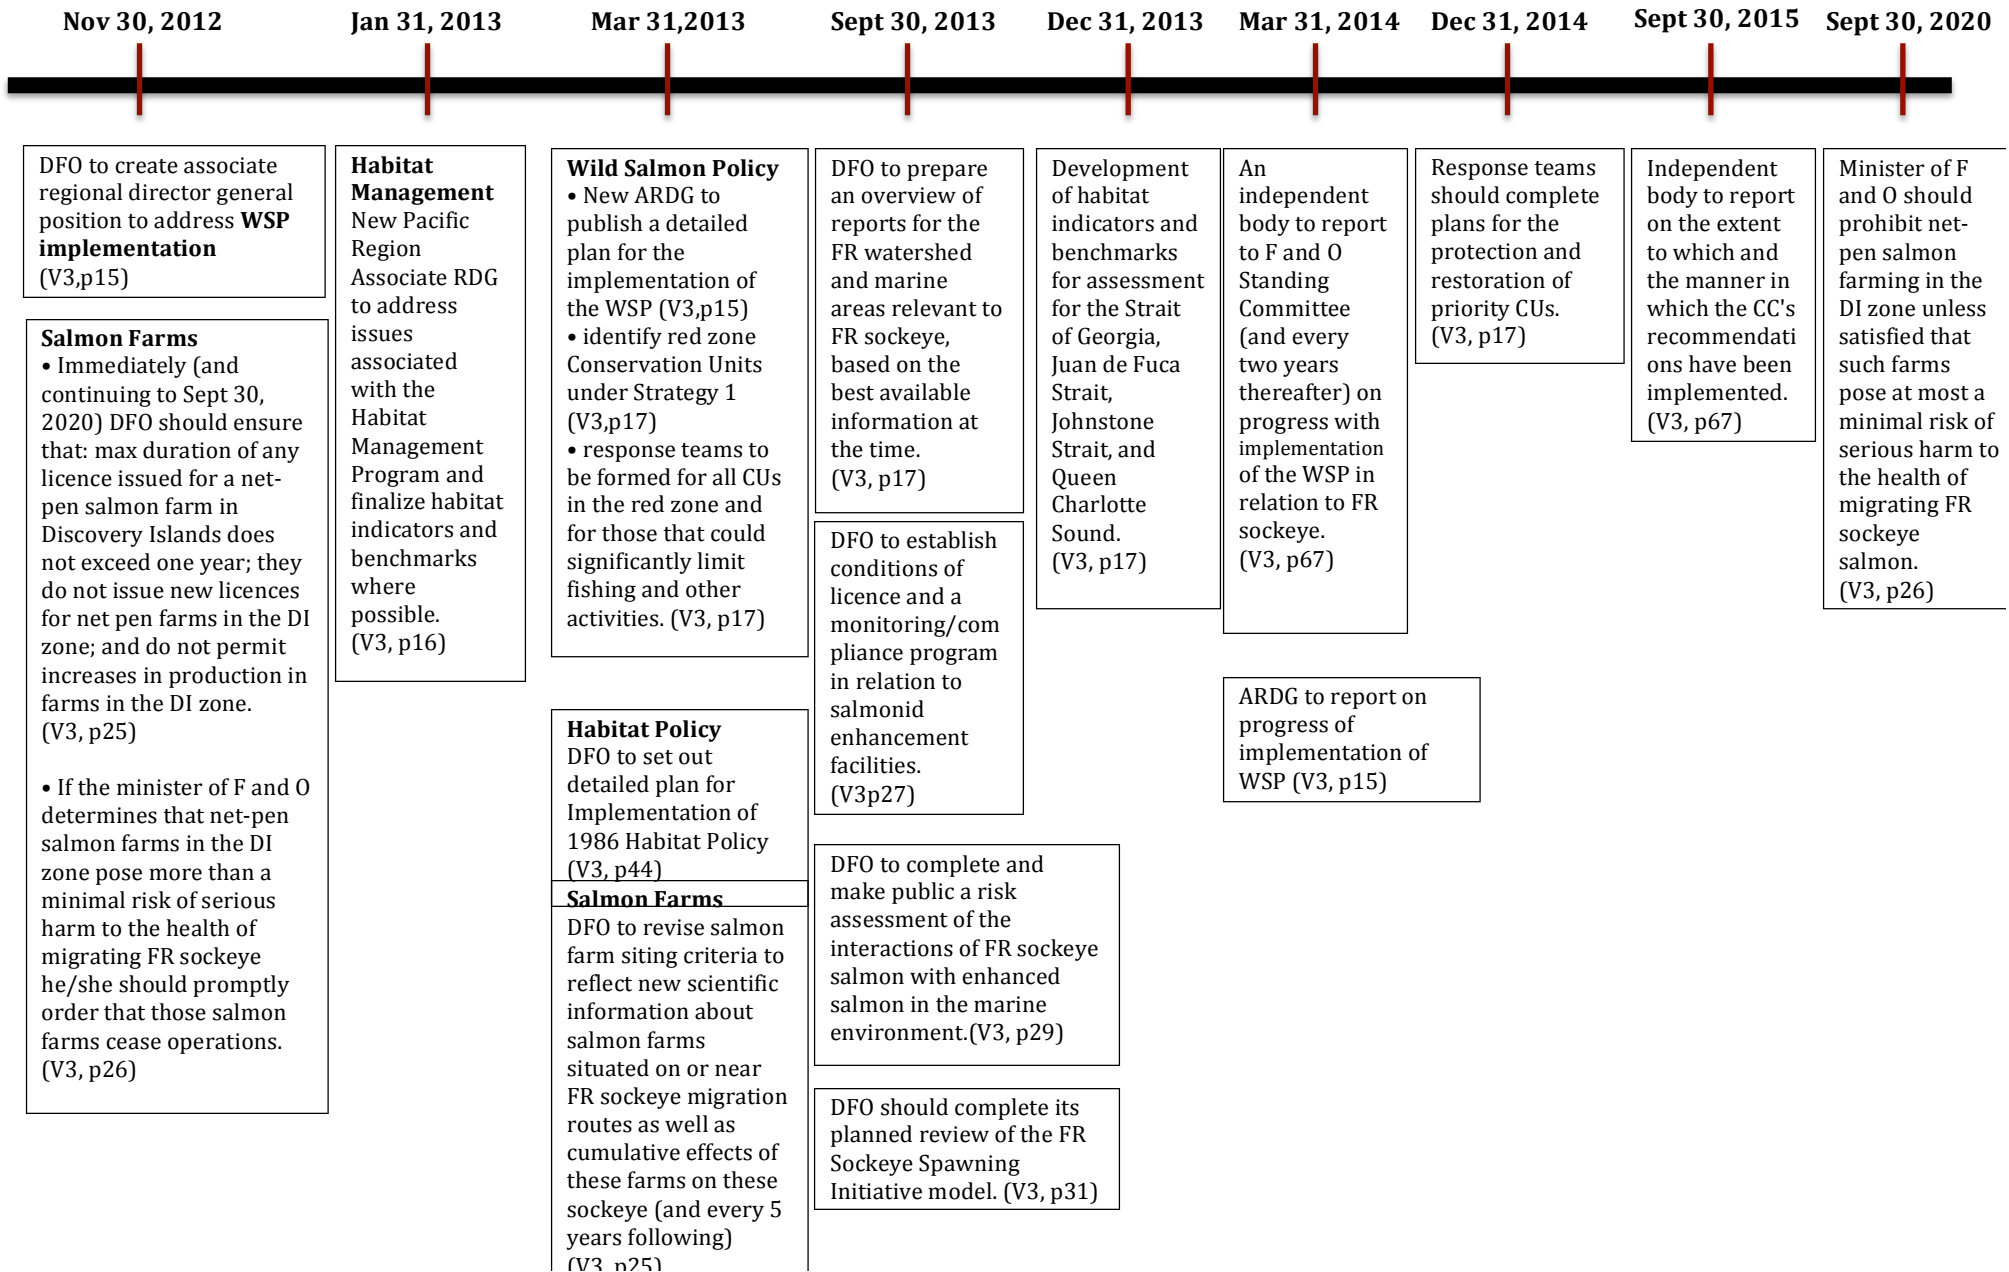 Nov 30, 2012
Jan 31, 2013
Mar 31,2013
Sept 30, 2013
Dec 31, 2013
Mar 31, 2014
Dec 31, 2014
Sept 30, 2015
Sept 30, 2020
DFO to create associate
regional director general
position to address WSP
implementation
(V3,p15)
Salmon Farms
• Immediately (and
continuing to Sept 30,
2020) DFO should ensure
that: max duration of any
licence issued for a net-
pen salmon farm in
Discovery Islands does
not exceed one year; they
do not issue new licences
for net pen farms in the DI
zone; and do not permit
increases in production in
farms in the DI zone.
(V3, p25)
• If the minister of F and O
determines that net-pen
salmon farms in the DI
zone pose more than a
minimal risk of serious
harm to the health of
migrating FR sockeye
he/she should promptly
order that those salmon
farms cease operations.
(V3, p26)
Habitat
Management
New Pacific
Region
Associate RDG
to address
issues
associated
with the
Habitat
Management
Program and
finalize habitat
indicators and
benchmarks
where
possible.
(V3, p16)
Wild Salmon Policy
• New ARDG to
publish a detailed
plan for the
implementation of
the WSP (V3,p15)
• identify red zone
Conservation Units
under Strategy 1
(V3,p17)
• response teams to
be formed for all CUs
in the red zone and
for those that could
significantly limit
fishing and other
activities. (V3, p17)
Habitat Policy
DFO to set out
detailed plan for
Implementation of
1986 Habitat Policy
(V3, p44)
Salmon Farms
DFO to revise salmon
farm siting criteria to
reflect new scientific
information about
salmon farms
situated on or near
FR sockeye migration
routes as well as
cumulative effects of
these farms on these
sockeye (and every 5
years following)
(V3, p25)
DFO to prepare
an overview of
reports for the
FR watershed
and marine
areas relevant to
FR sockeye,
based on the
best available
information at
the time.
(V3, p17)
DFO to establish
conditions of
licence and a
monitoring/com
pliance program
in relation to
salmonid
enhancement
facilities.
(V3p27)
DFO to complete and
make public a risk
assessment of the
interactions of FR sockeye
salmon with enhanced
salmon in the marine
environment.(V3, p29)
DFO should complete its
planned review of the FR
Sockeye Spawning
Initiative model. (V3, p31)
Development
of habitat
indicators and
benchmarks
for assessment
for the Strait
of Georgia,
Juan de Fuca
Strait,
Johnstone
Strait, and
Queen
Charlotte
Sound.
(V3, p17)
An
independent
body to report
to F and O
Standing
Committee
(and every
two years
thereafter) on
progress with
implementation
of the WSP in
relation to FR
sockeye.
(V3, p67)
ARDG to report on
progress of
implementation of
WSP (V3, p15)
Response teams
should complete
plans for the
protection and
restoration of
priority CUs.
(V3, p17)
Independent
body to report
on the extent
to which and
the manner in
which the CC's
recommendati
ons have been
implemented.
(V3, p67)
Minister of F
and O should
prohibit net-
pen salmon
farming in the
DI zone unless
satisfied that
such farms
pose at most a
minimal risk of
serious harm to
the health of
migrating FR
sockeye
salmon.
(V3, p26)